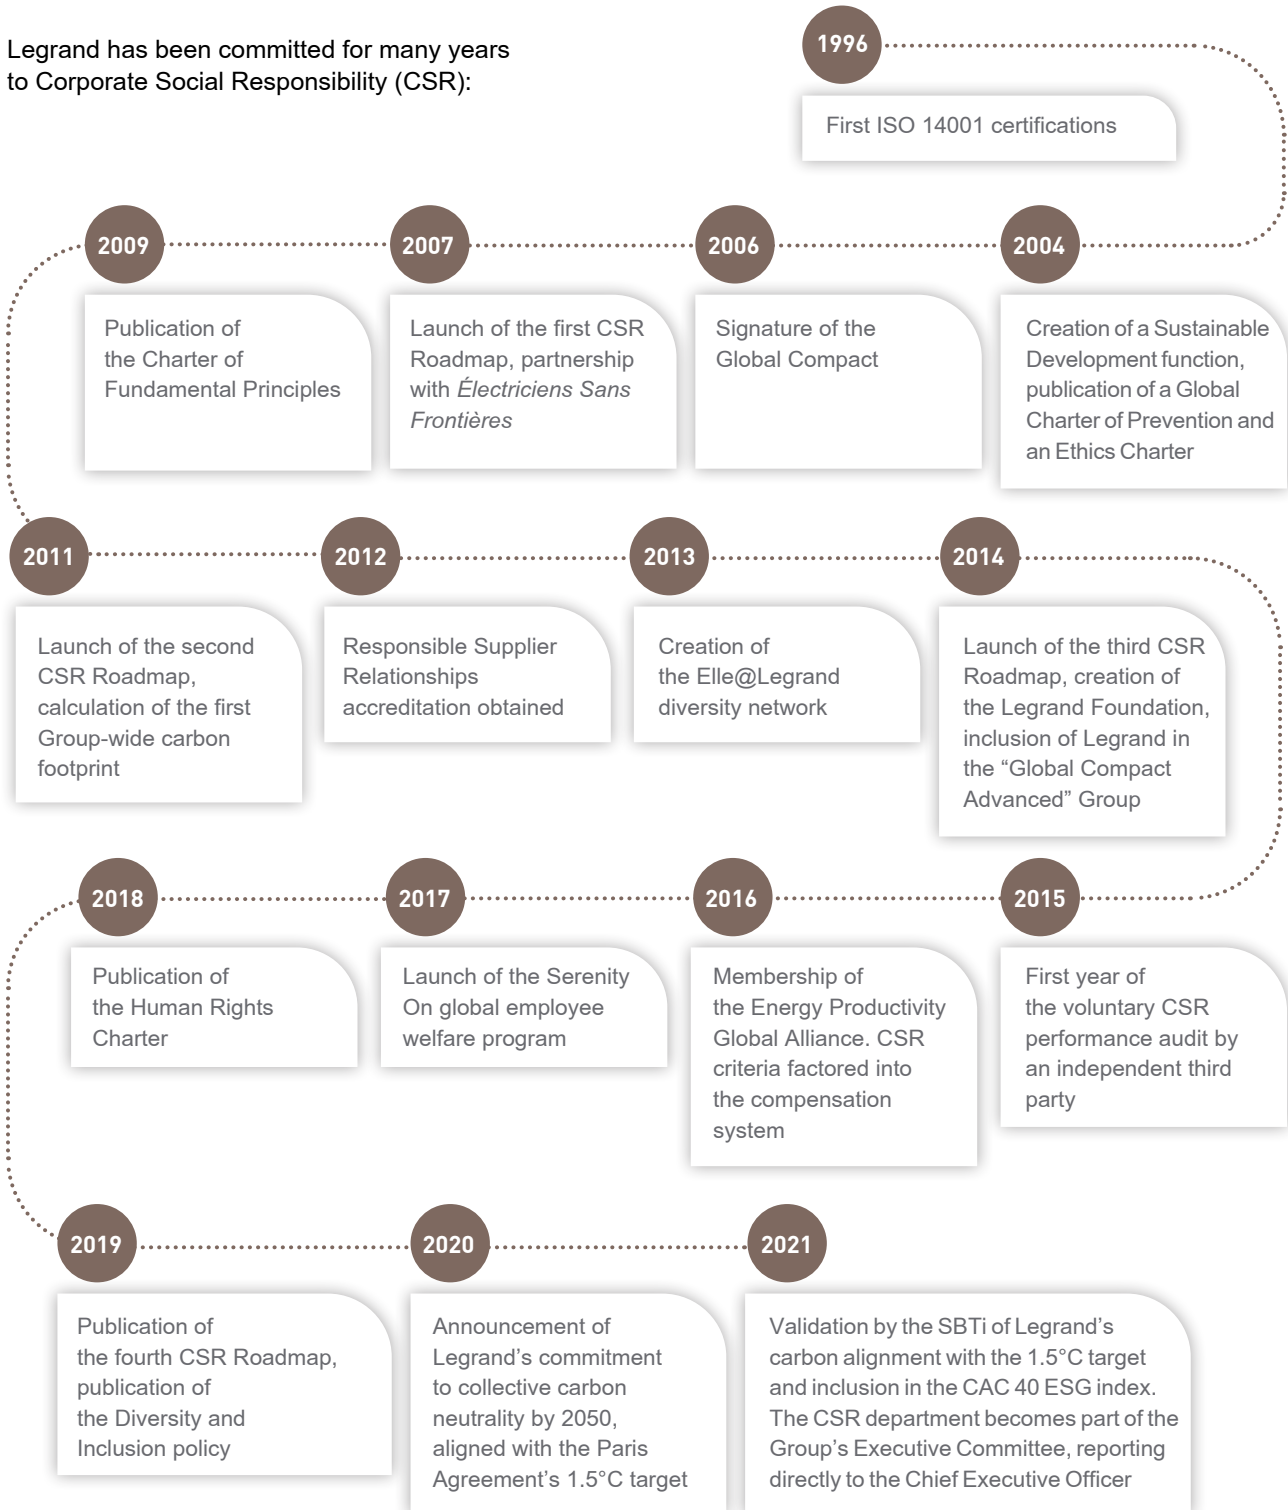 Legrand has been committed for many years
to Corporate Social Responsibility (CSR):
1996
First ISO 14001 certifications
2004
Creation of a Sustainable
Development function,
publication of a Global
Charter of Prevention and
an Ethics Charter
2006
Signature of the
Global Compact
2007
Launch of the first CSR
Roadmap, partnership
with Électriciens Sans
Frontières
2009
Publication of
the Charter of
Fundamental Principles
2011
Launch of the second
CSR Roadmap,
calculation of the first
Group-wide carbon
footprint
2012
Responsible Supplier
Relationships
accreditation obtained
2013
Creation of
the Elle@Legrand
diversity network
2014
Launch of the third CSR
Roadmap, creation of
the Legrand Foundation,
inclusion of Legrand in
the “Global Compact
Advanced” Group
2015
First year of
the voluntary CSR
performance audit by
an independent third
party
2016
Membership of
the Energy Productivity
Global Alliance. CSR
criteria factored into
the compensation
system
2017
Launch of the Serenity
On global employee
welfare program
2018
Publication of
the Human Rights
Charter
2019
Publication of
the fourth CSR Roadmap,
publication of
the Diversity and
Inclusion policy
2020
Announcement of
Legrand’s commitment
to collective carbon
neutrality by 2050,
aligned with the Paris
Agreement’s 1.5°C target
2021
Validation by the SBTi of Legrand’s
carbon alignment with the 1.5°C target
and inclusion in the CAC 40 ESG index.
The CSR department becomes part of the
Group’s Executive Committee, reporting
directly to the Chief Executive Officer